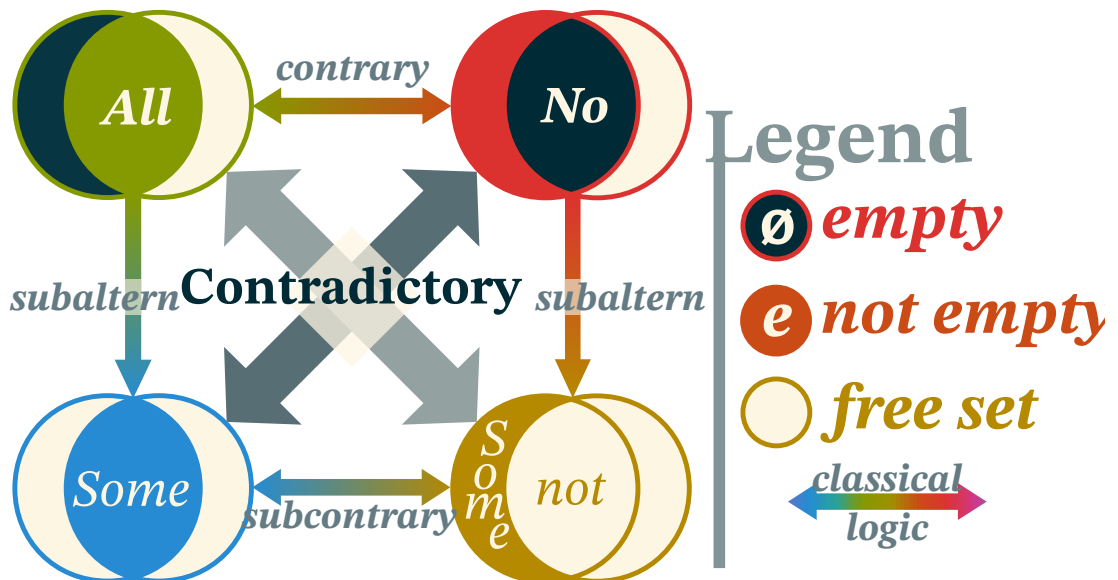 contrary
All
No
Legend
ø empty
subaltern
Contradictory
subaltern
e not empty
free set
Some
Some
not
subcontrary
classical
logic